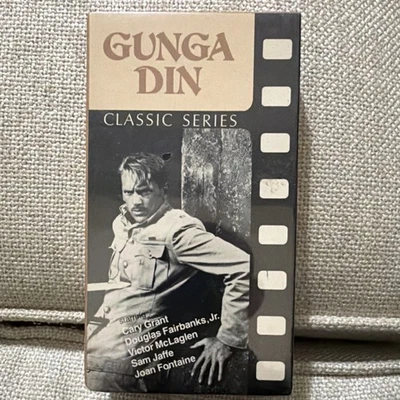 GUNGA
DIN
CLASSIC SERIES
Cary Grant
Douglas Fairbanks, Jr.
Victor McLaglen
Sam Jaffe
Joan Fontaine